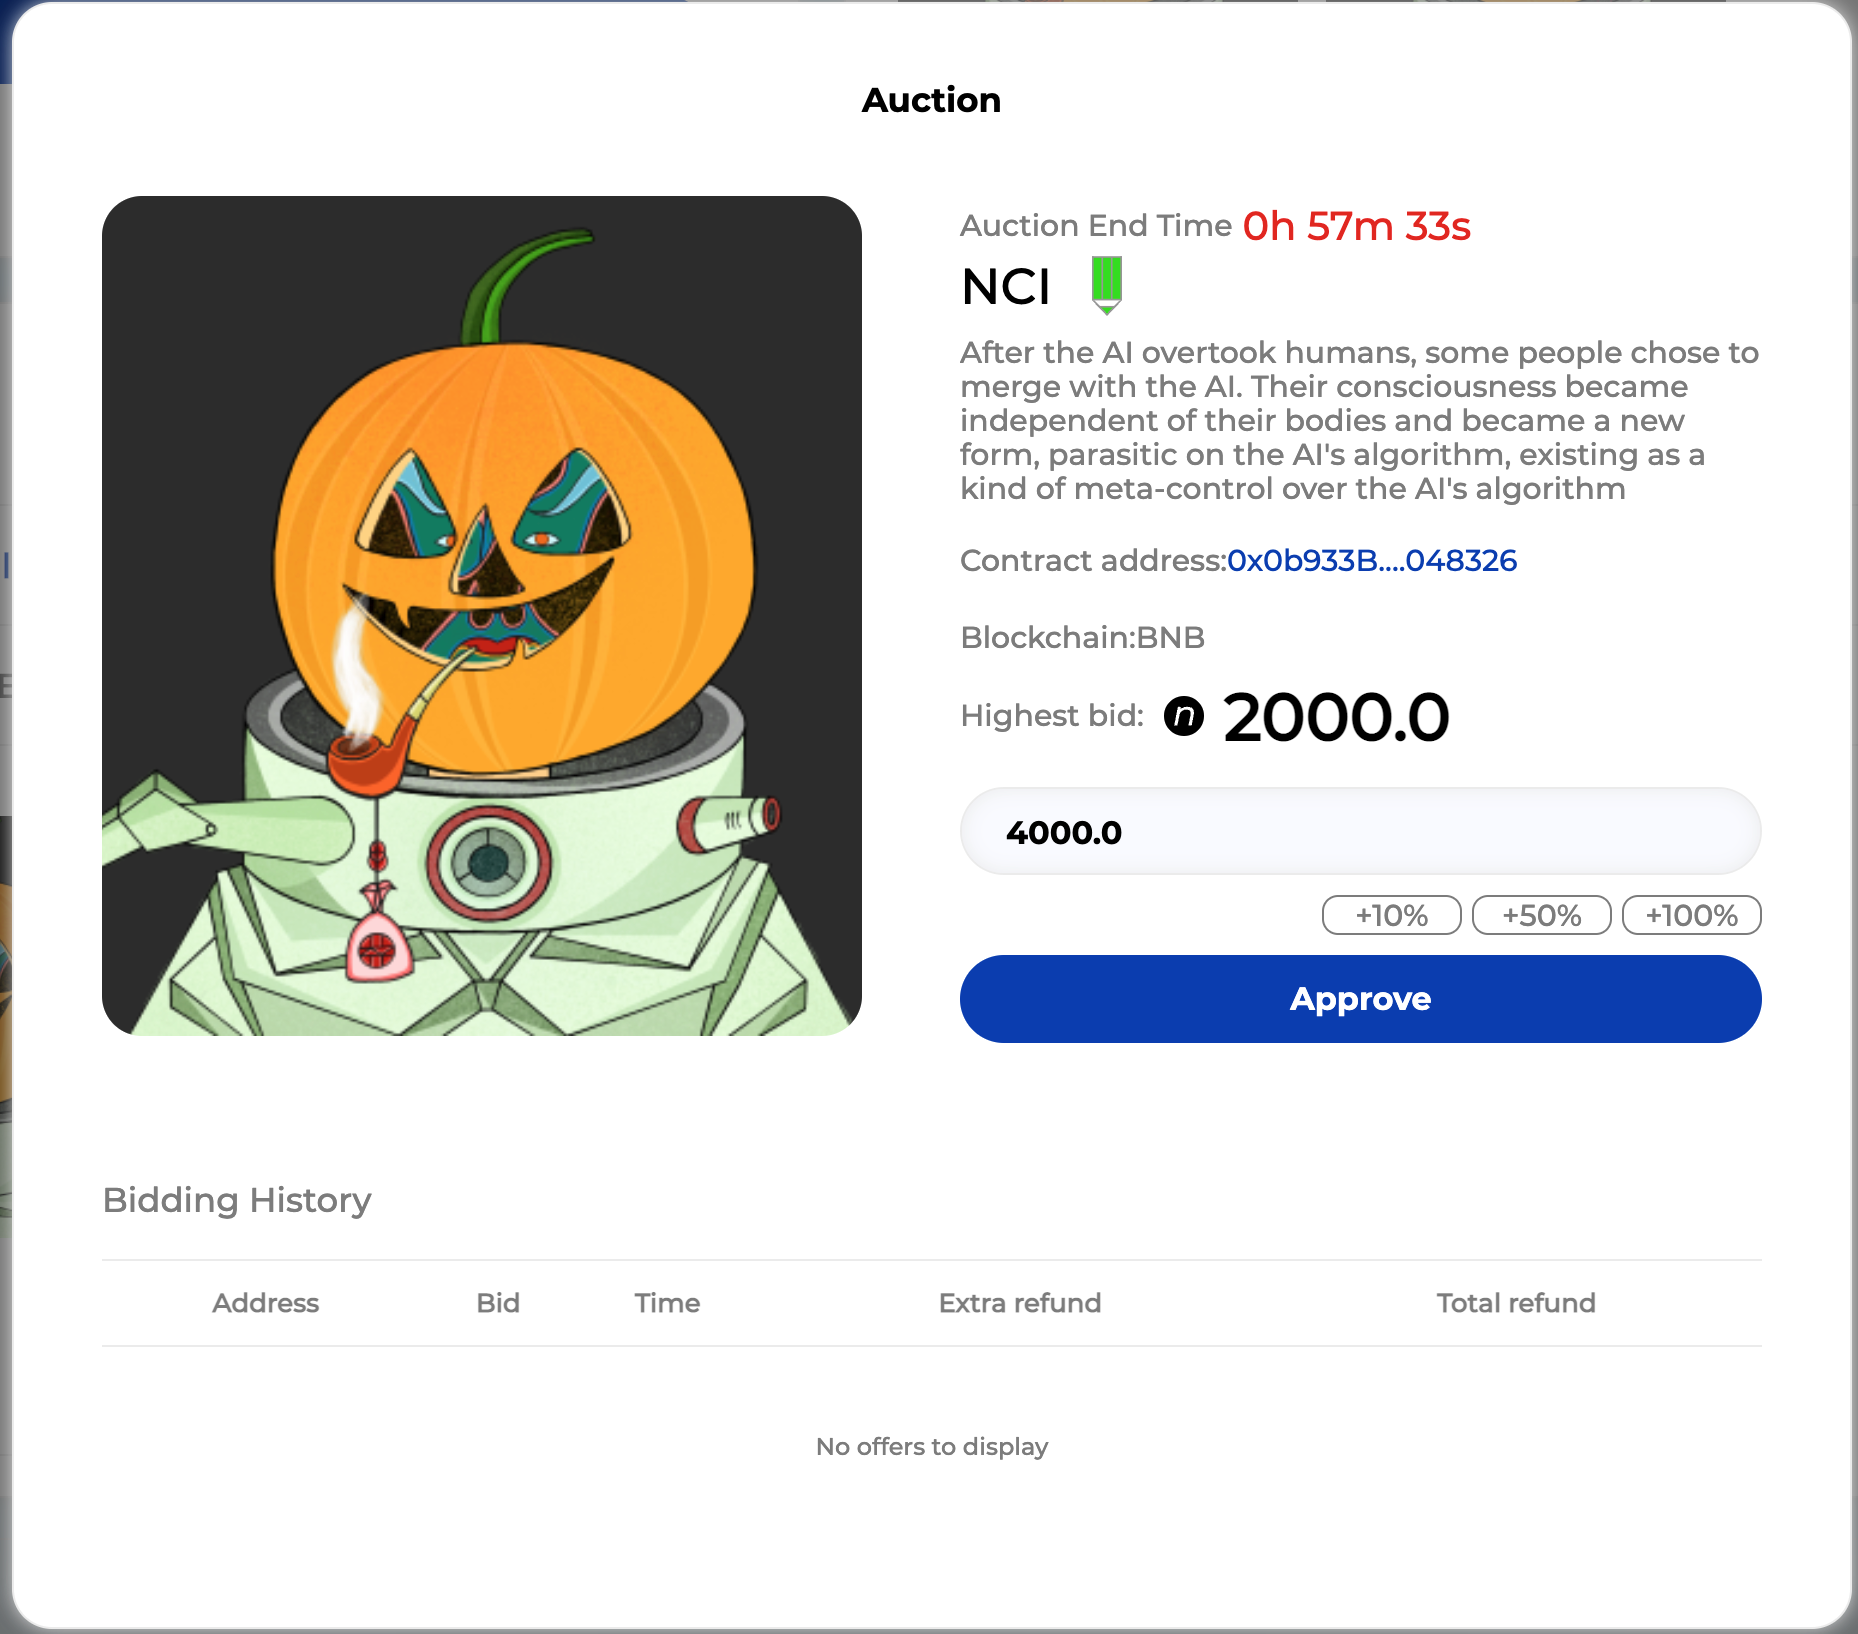 Auction
Auction End Time 0h 57m 33s
NCI
After the AI overtook humans, some people chose to
merge with the AI. Their consciousness became
independent of their bodies and became a new
form, parasitic on the AI's algorithm, existing as a
kind of meta-control over the AI's algorithm
Contract address:0x0b933B....048326
Blockchain:BNB
Highest bid: n 2000.0
4000.0
+10% +50% +100%
Approve
Bidding History
Address Bid Time Extra refund Total refund
No offers to display